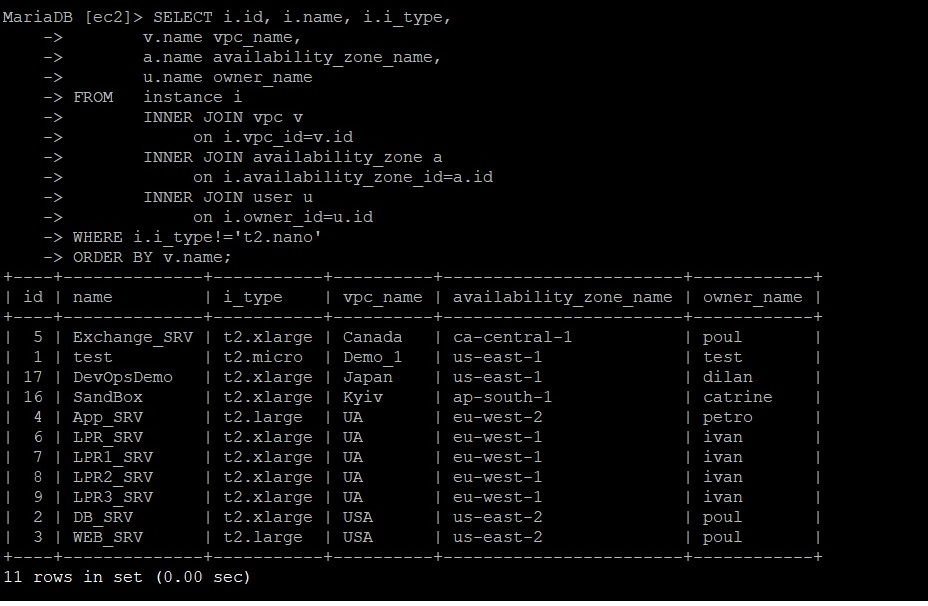 MariaDB [ec2]> SELECT i.id, i.name, i.i_type,
    ->        v.name vpc_name,
    ->        a.name availability_zone_name,
    ->        u.name owner_name
    -> FROM   instance i
    ->        INNER JOIN vpc v
    ->             on i.vpc_id=v.id
    ->        INNER JOIN availability_zone a
    ->             on i.availability_zone_id=a.id
    ->        INNER JOIN user u
    ->             on i.owner_id=u.id
    -> WHERE i.i_type!='t2.nano'
    -> ORDER BY v.name;
+----+--------------+-----------+----------+------------------------+------------+
| id | name         | i_type    | vpc_name | availability_zone_name | owner_name |
+----+--------------+-----------+----------+------------------------+------------+
|  5 | Exchange_SRV | t2.xlarge | Canada   | ca-central-1           | poul       |
|  1 | test         | t2.micro  | Demo_1   | us-east-1              | test       |
| 17 | DevOpsDemo   | t2.xlarge | Japan    | us-east-1              | dilan      |
| 16 | SandBox      | t2.xlarge | Kyiv     | ap-south-1             | catrine    |
|  4 | App_SRV      | t2.large  | UA       | eu-west-2              | petro      |
|  6 | LPR_SRV      | t2.xlarge | UA       | eu-west-1              | ivan       |
|  7 | LPR1_SRV     | t2.xlarge | UA       | eu-west-1              | ivan       |
|  8 | LPR2_SRV     | t2.xlarge | UA       | eu-west-1              | ivan       |
|  9 | LPR3_SRV     | t2.xlarge | UA       | eu-west-1              | ivan       |
|  2 | DB_SRV       | t2.xlarge | USA      | us-east-2              | poul       |
|  3 | WEB_SRV      | t2.large  | USA      | us-east-2              | poul       |
+----+--------------+-----------+----------+------------------------+------------+
11 rows in set (0.00 sec)